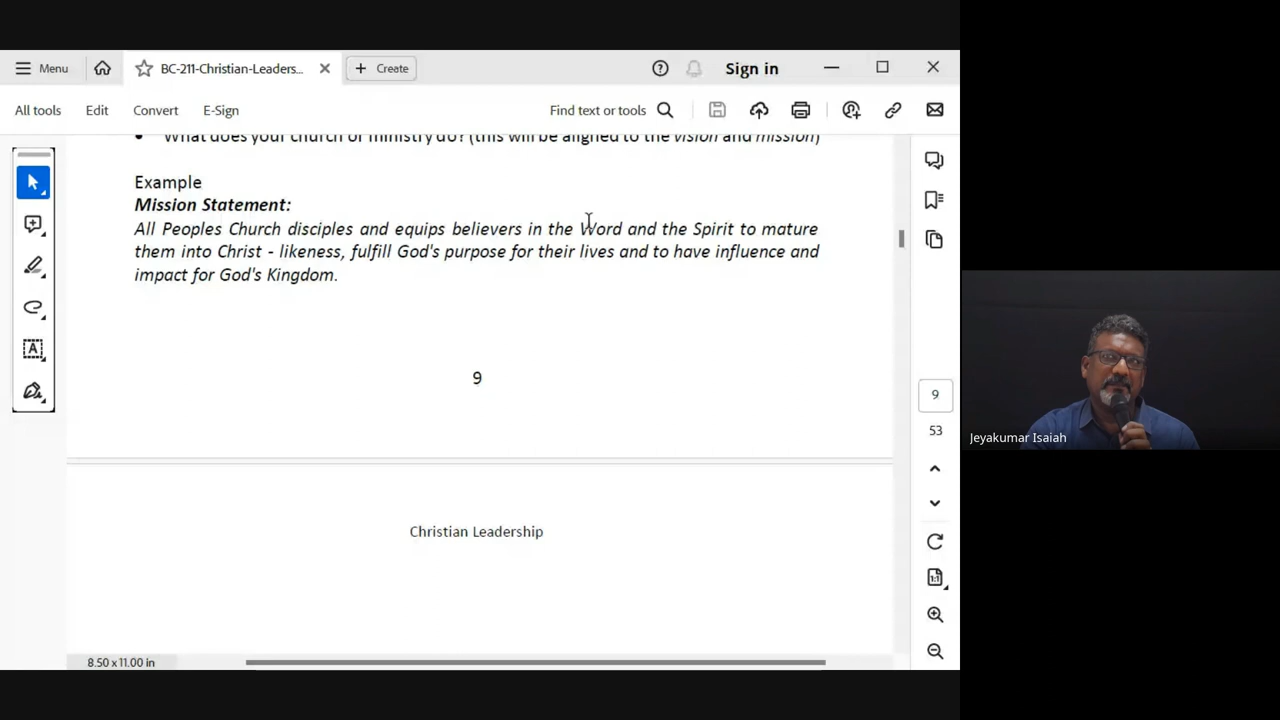 Menu
BC-211-Christian-Leaders...
Create
Sign in
All tools
Edit
Convert
E-Sign
Find text or tools
• What does your church or ministry do? (this will be aligned to the vision and mission)
Example
Mission Statement:
All Peoples Church disciples and equips believers in the Word and the Spirit to mature
them into Christ - likeness, fulfill God's purpose for their lives and to have influence and
impact for God's Kingdom.
9
9
53
Christian Leadership
1:1
8.50 x 11.00 in
Jeyakumar Isaiah